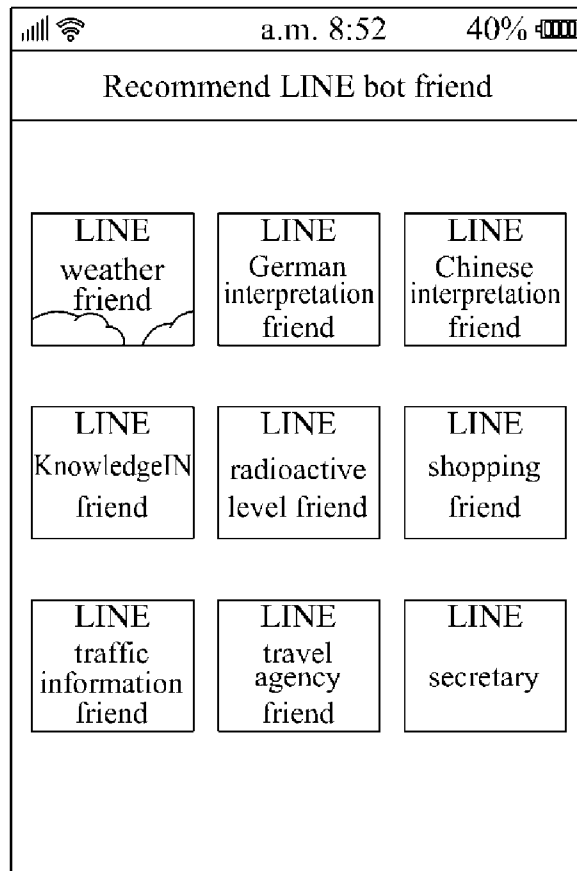 a.m. 8:52 40%
Recommend LINE bot friend
LINE
weather
friend
LINE
German
interpretation
friend
LINE
Chinese
interpretation
friend
LINE
KnowledgeIN
friend
LINE
radioactive
level friend
LINE
shopping
friend
LINE
traffic
information
friend
LINE
travel
agency
friend
LINE
secretary